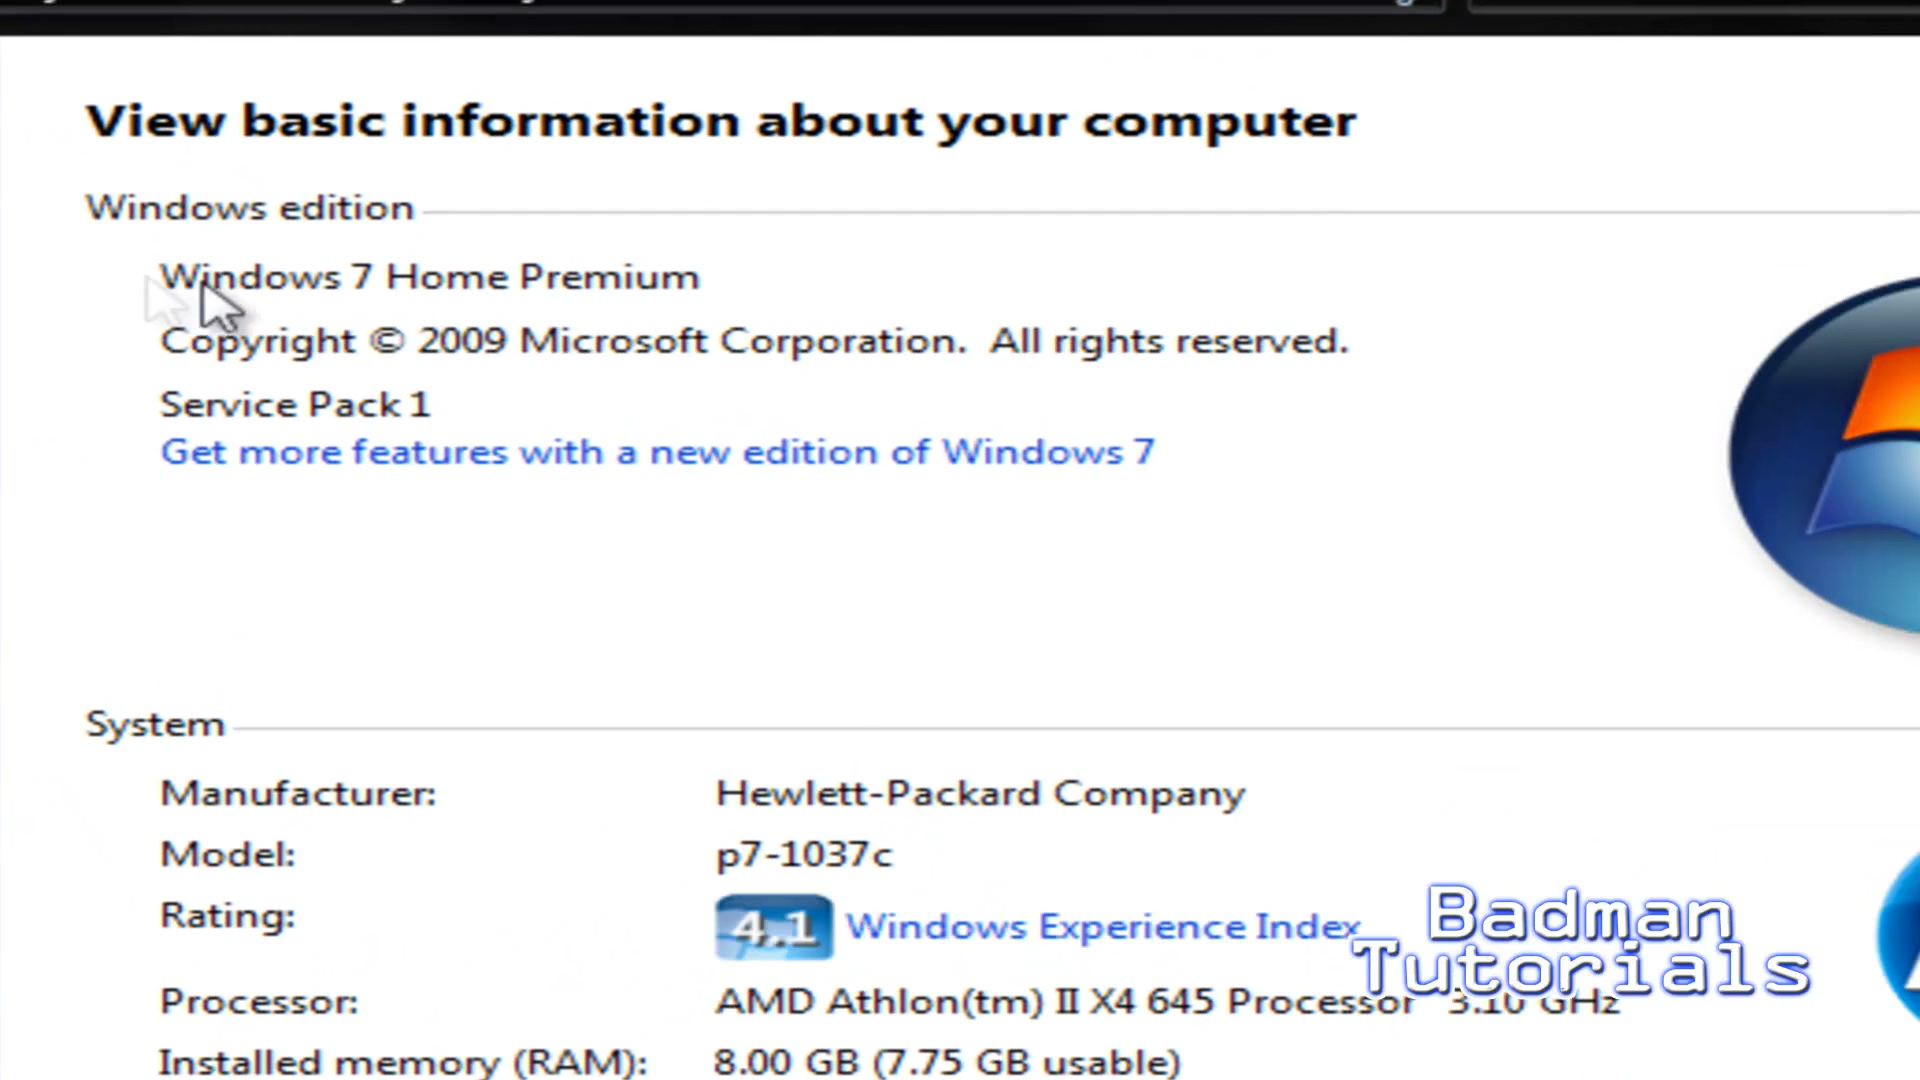 View basic information about your computer
Windows edition
Windows 7 Home Premium
Copyright © 2009 Microsoft Corporation.  All rights reserved.
Service Pack 1
Get more features with a new edition of Windows 7
System
Manufacturer: Hewlett-Packard Company
Model: p7-1037c
Rating: 4.1 Windows Experience Index
Badman
Tutorials
Processor: AMD Athlon(tm) II X4 645 Processor 3.10 GHz
Installed memory (RAM): 8.00 GB (7.75 GB usable)